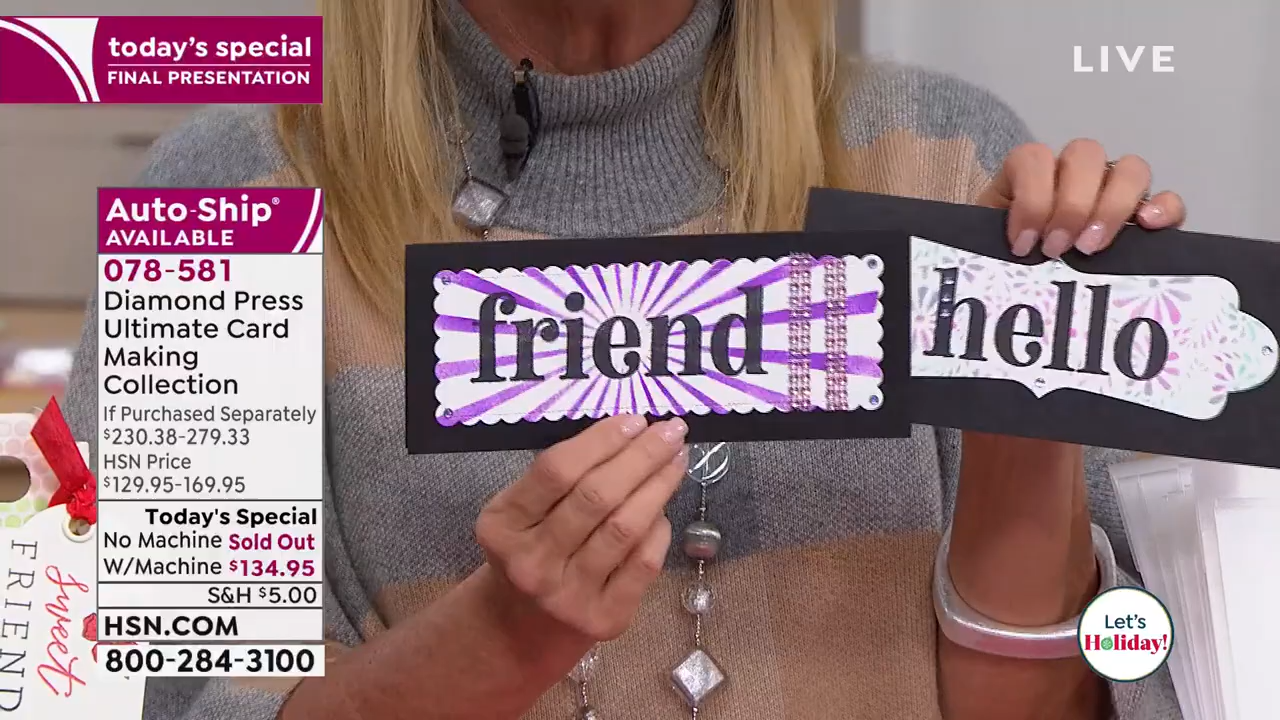 today's special
FINAL PRESENTATION
LIVE
Auto-Ship®
AVAILABLE
078-581
Diamond Press
Ultimate Card
Making
Collection
If Purchased Separately
$230.38-279.33
HSN Price
$129.95-169.95
Today's Special
No Machine Sold Out
W/Machine $134.95
S&H $5.00
HSN.COM
800-284-3100
friend
hello
sweet
FRIEND
Let's
Holiday!